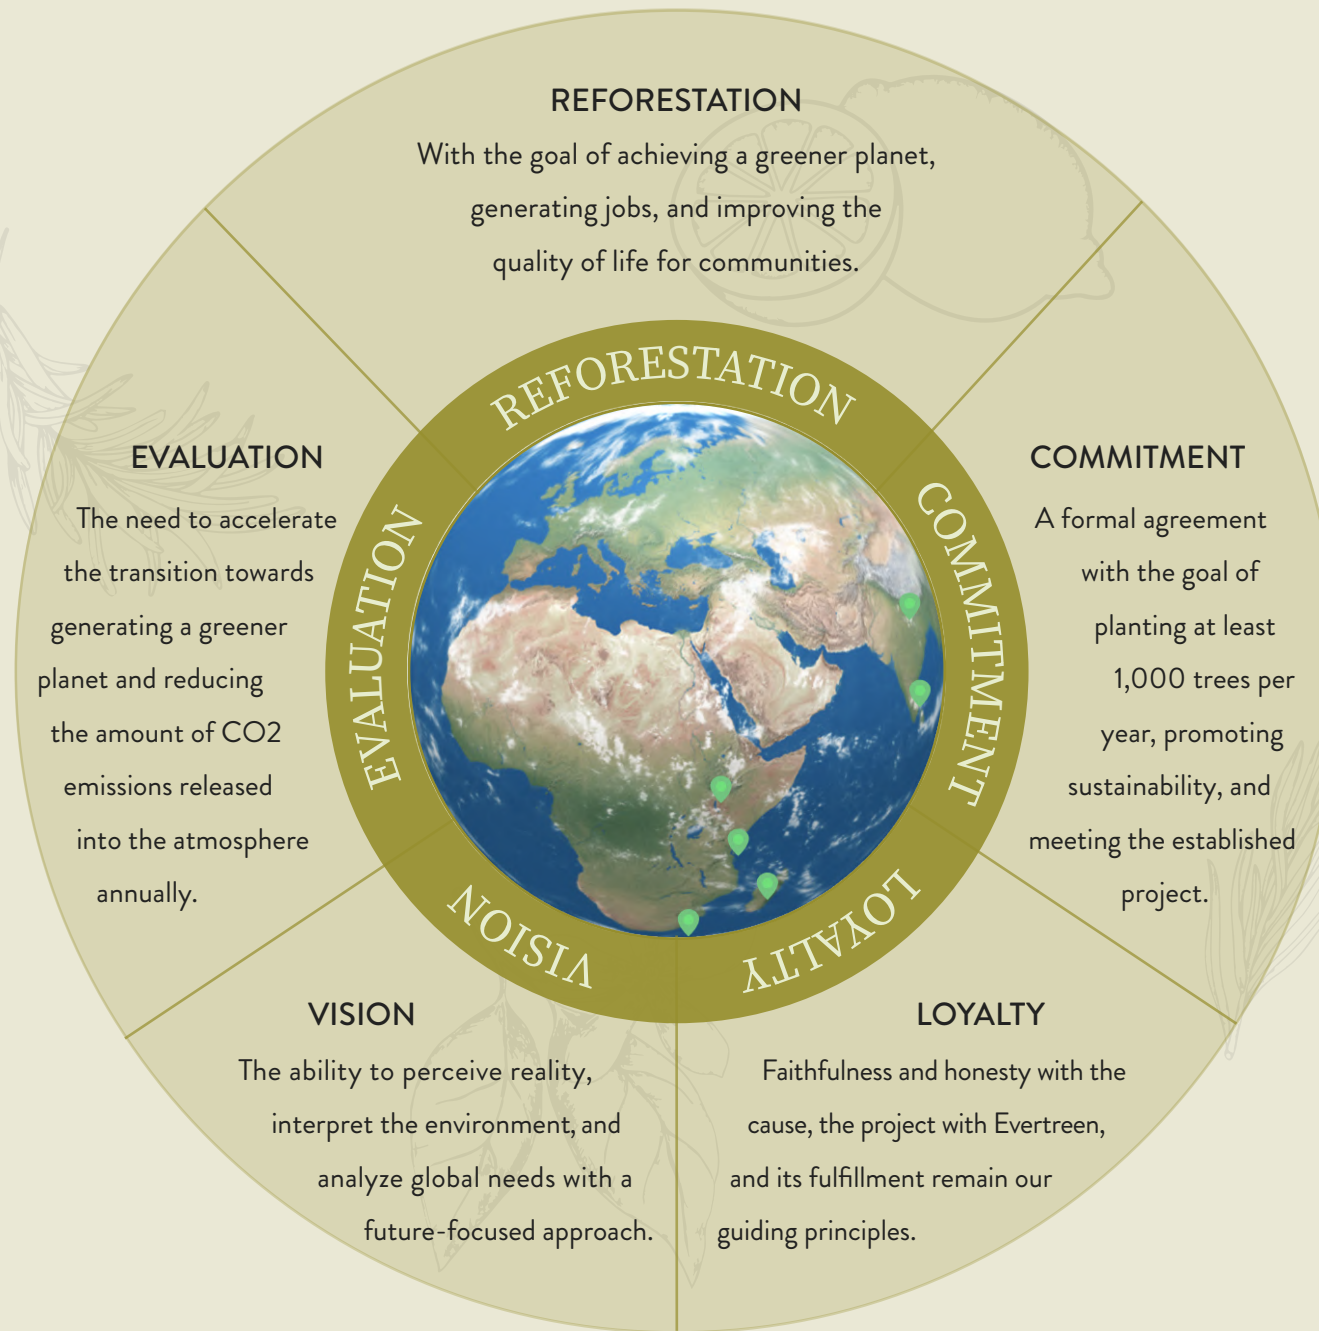 REFORESTATION
With the goal of achieving a greener planet,
generating jobs, and improving the
quality of life for communities.
REFORESTATION
EVALUATION
The need to accelerate
the transition towards
generating a greener
planet and reducing
the amount of CO2
emissions released
into the atmosphere
annually.
EVALUATION
COMMITMENT
COMMITMENT
A formal agreement
with the goal of
planting at least
1,000 trees per
year, promoting
sustainability, and
meeting the established
project.
VISION
LOYALTY
VISION
The ability to perceive reality,
interpret the environment, and
analyze global needs with a
future-focused approach.
LOYALTY
Faithfulness and honesty with the
cause, the project with Evertreen,
and its fulfillment remain our
guiding principles.